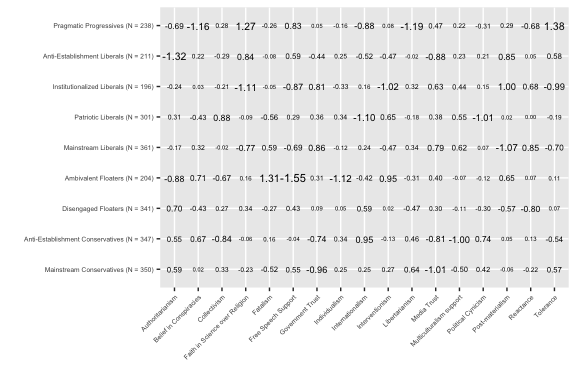 Pragmatic Progressives (N = 238) -0.69 -1.16 0.28 1.27 -0.26 0.83 0.05 -0.16 -0.88 0.08 -1.19 0.47 0.22 -0.31 0.29 -0.68 1.38
Anti-Establishment Liberals (N = 211) -1.32 0.22 -0.29 0.84 -0.08 0.59 -0.44 0.25 -0.52 -0.47 -0.02 -0.88 0.23 0.21 0.85 0.05 0.58
Institutionalized Liberals (N = 196) -0.24 0.03 -0.21 -1.11 -0.05 -0.87 0.81 -0.33 0.16 -1.02 0.32 0.63 0.44 0.15 1.00 0.68 -0.99
Patriotic Liberals (N = 301) 0.31 -0.43 0.88 -0.09 -0.56 0.29 0.36 0.34 -1.10 0.65 -0.18 0.38 0.55 -1.01 0.02 0.00 -0.19
Mainstream Liberals (N = 361) -0.17 0.32 -0.02 -0.77 0.59 -0.69 0.86 -0.12 0.24 -0.47 0.34 0.79 0.62 0.07 -1.07 0.85 -0.70
Ambivalent Floaters (N = 204) -0.88 0.71 -0.67 0.16 1.31 -1.55 0.31 -1.12 -0.42 0.95 -0.31 0.40 -0.07 -0.12 0.65 0.07 0.11
Disengaged Floaters (N = 341) 0.70 -0.43 0.27 0.34 -0.27 0.43 0.09 0.05 0.59 0.02 -0.47 0.30 -0.11 -0.30 -0.57 -0.80 0.07
Anti-Establishment Conservatives (N = 347) 0.55 0.67 -0.84 -0.06 0.16 -0.04 -0.74 0.34 0.95 -0.13 0.46 -0.81 -1.00 0.74 0.05 0.13 -0.54
Mainstream Conservatives (N = 350) 0.59 0.02 0.33 -0.23 -0.52 0.55 -0.96 0.25 0.25 0.27 0.64 -1.01 -0.50 0.42 -0.06 -0.22 0.57
Authoritarianism
Belief in Conspiracies
Collectivism
Faith in Science over Religion
Fatalism
Free Speech Support
Government Trust
Individualism
Internationalism
Interventionism
Libertarianism
Media Trust
Multiculturalism support
Political Cynicism
Post-materialism
Reactance
Tolerance